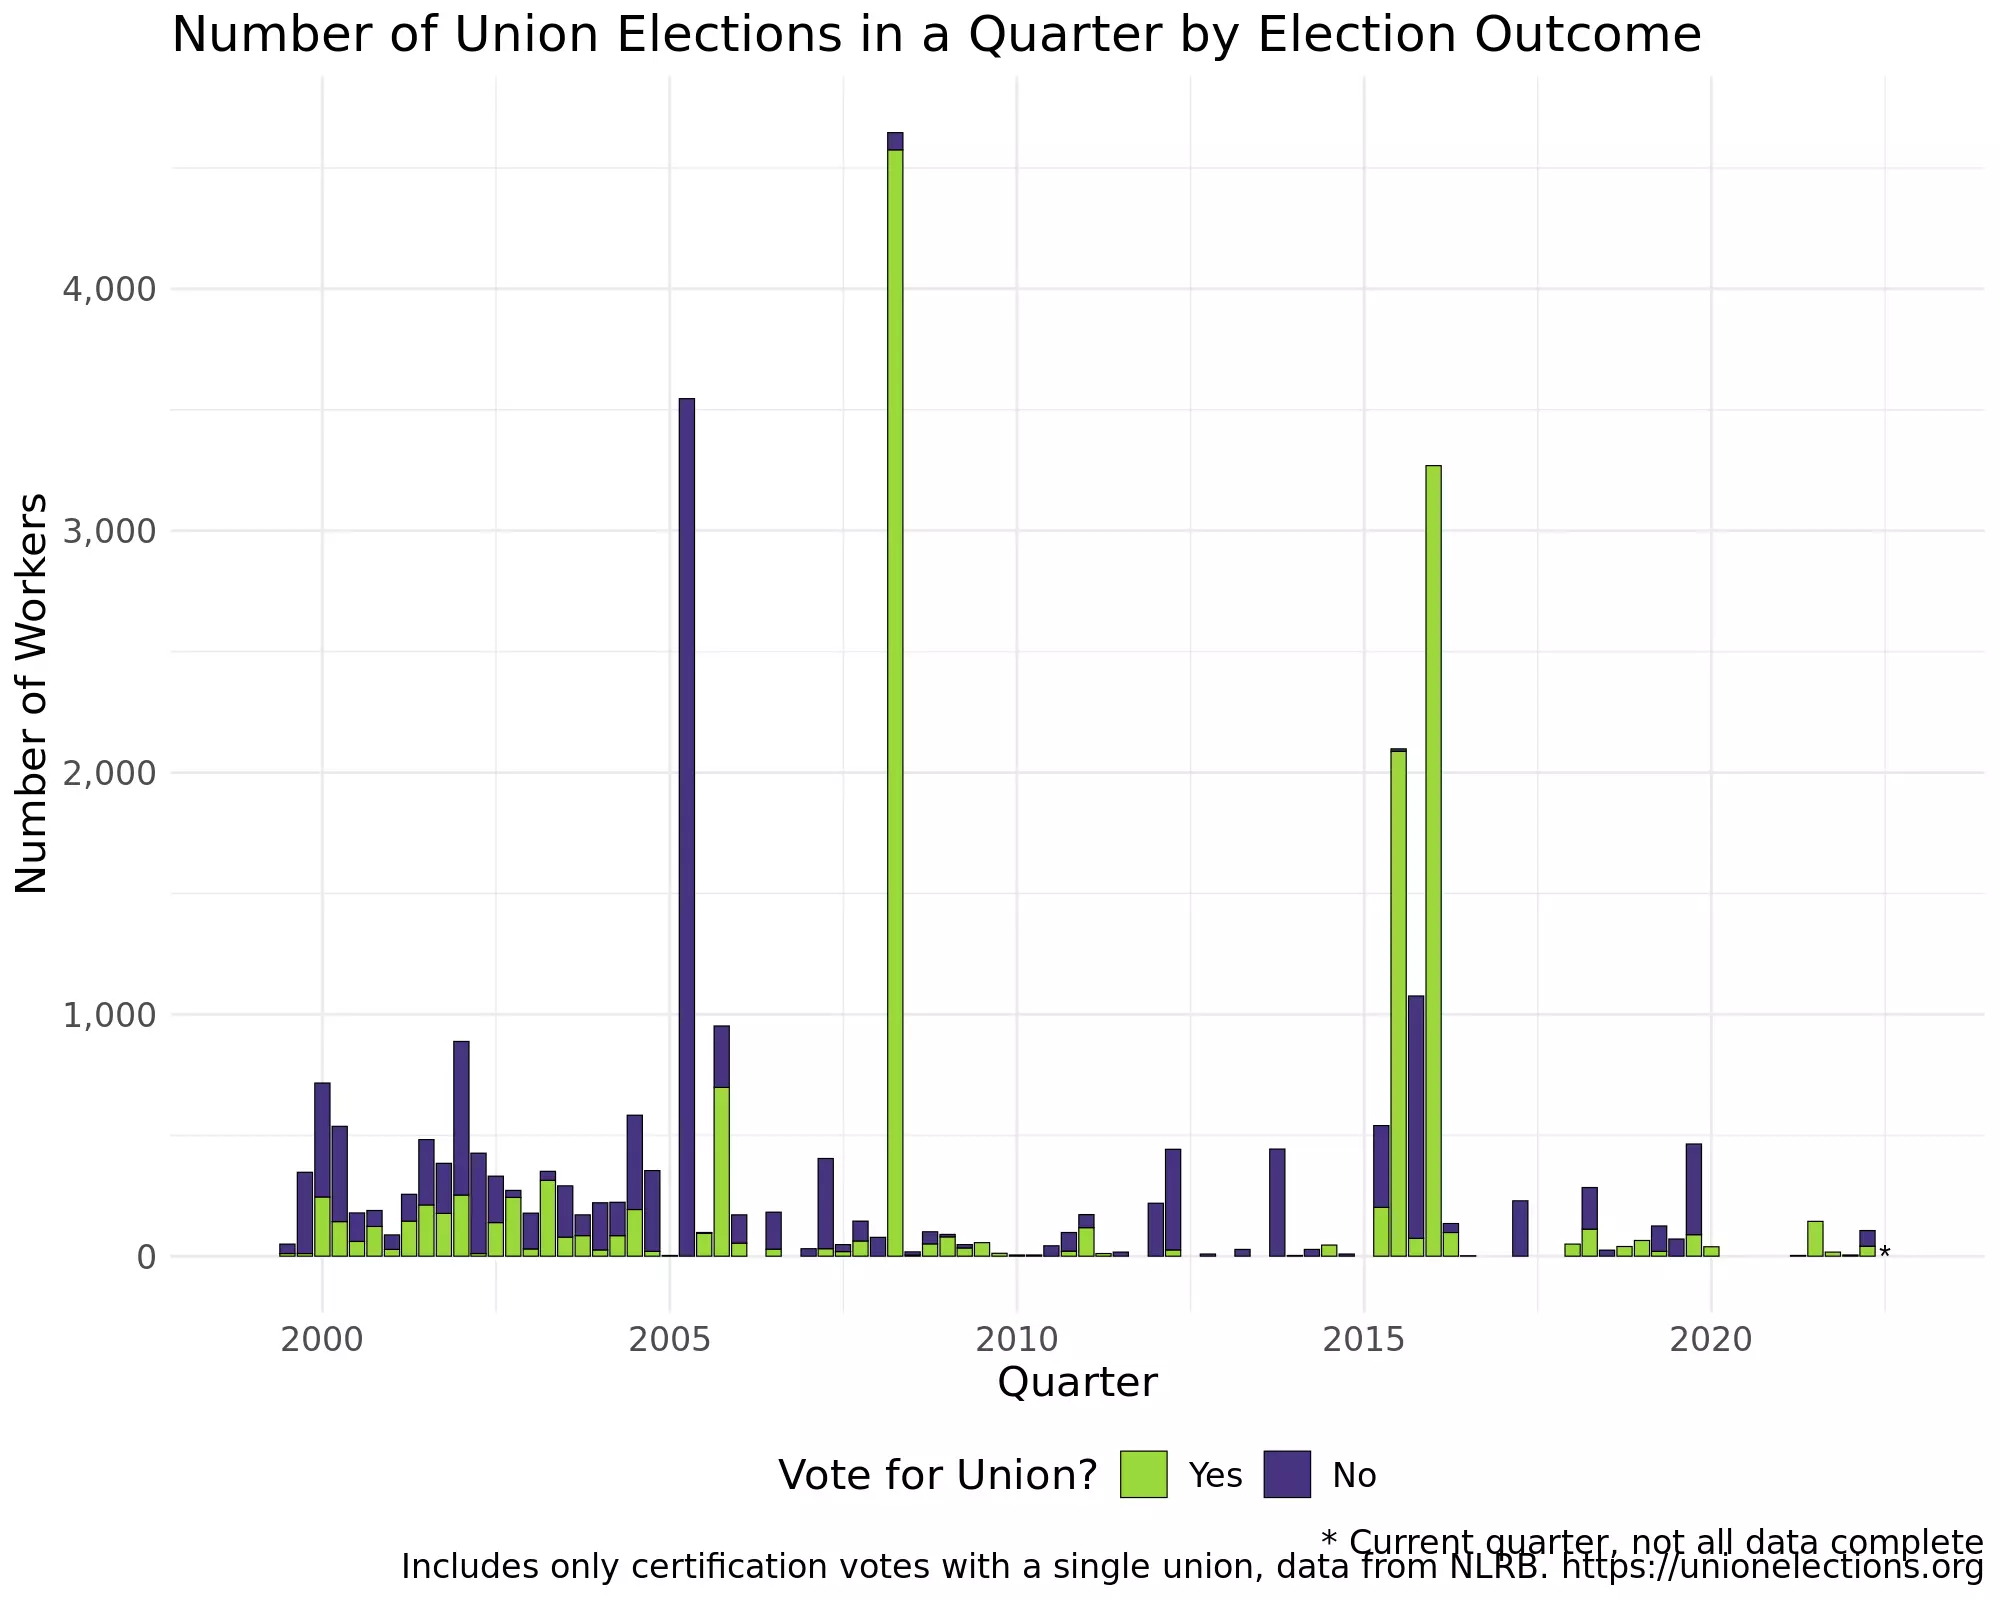 Number of Union Elections in a Quarter by Election Outcome
Number of Workers
4,000
3,000
2,000
1,000
0
*
2000 2005 2010 2015 2020
Quarter
Vote for Union? Yes No
* Current quarter, not all data complete
Includes only certification votes with a single union, data from NLRB. https://unionelections.org